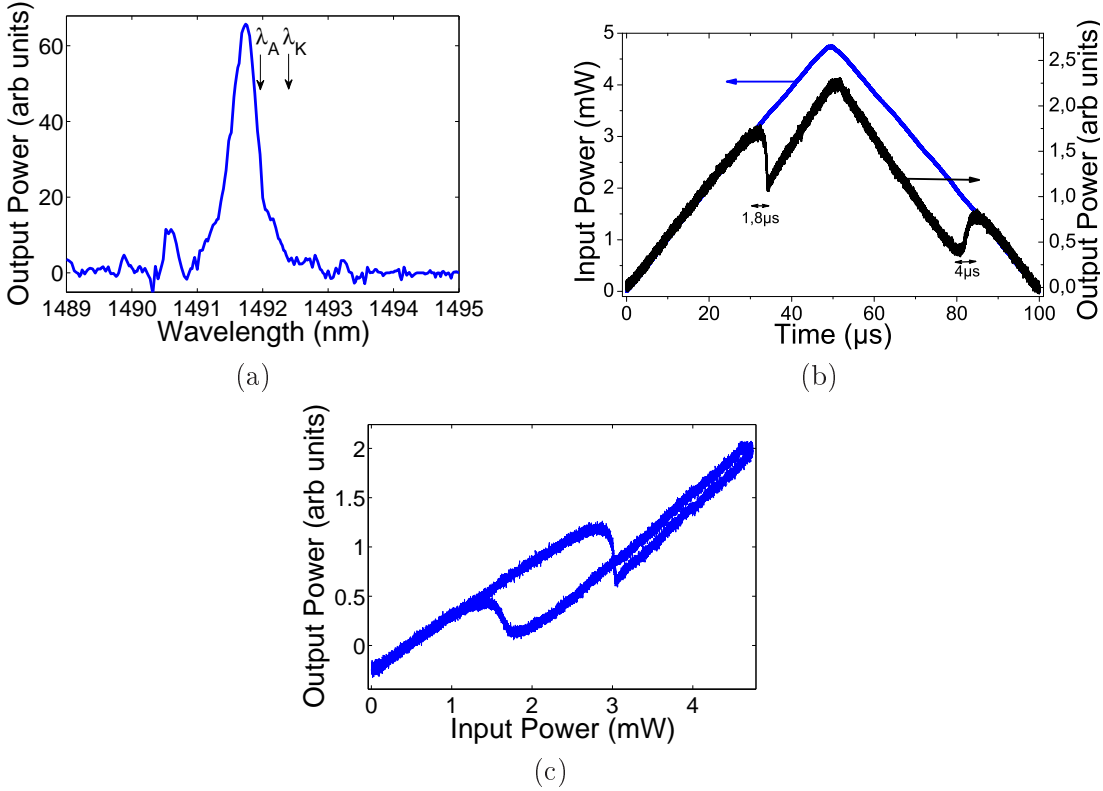 Output Power (arb units)
60
40
20
0
λA λK
1489 1490 1491 1492 1493 1494 1495
Wavelength (nm)
(a)
Input Power (mW)
5
4
3
2
1
0
1,8µs
4µs
2,5
2,0
1,5
1,0
0,5
0,0
Output Power (arb units)
0 20 40 60 80 100
Time (µs)
(b)
Output Power (arb units)
2
1.5
1
0.5
0
0 1 2 3 4
Input Power (mW)
(c)